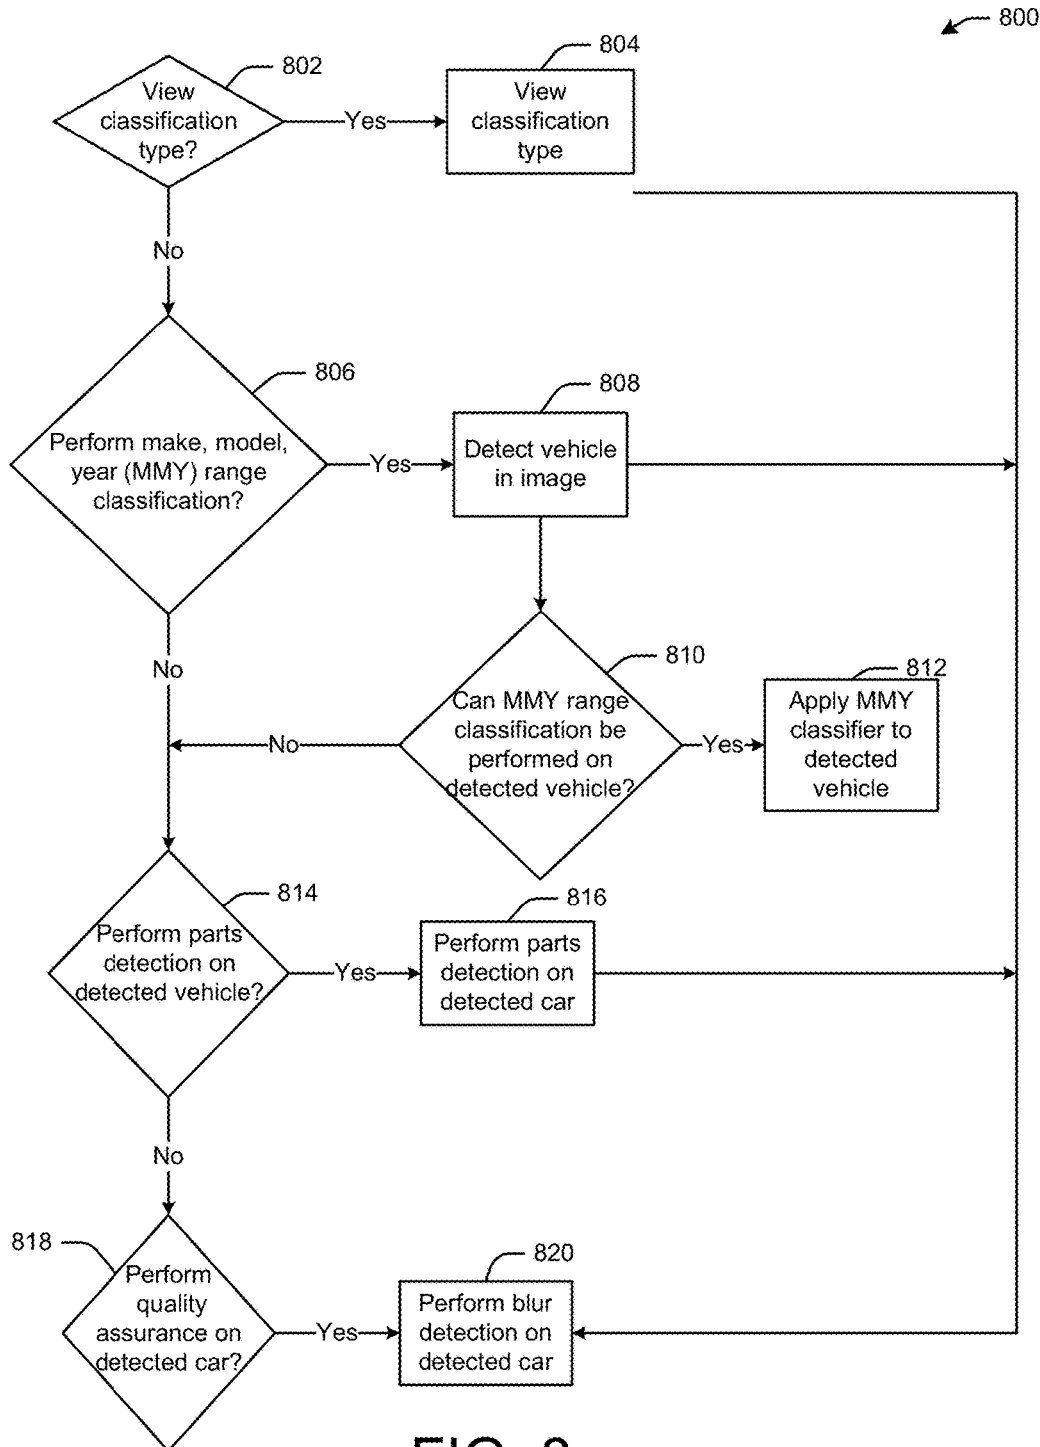 800
802
View
classification
type?
Yes
804
View
classification
type
No
806
Perform make, model,
year (MMY) range
classification?
Yes
808
Detect vehicle
in image
No
810
Can MMY range
classification be
performed on
detected vehicle?
No
Yes
812
Apply MMY
classifier to
detected
vehicle
814
Perform parts
detection on
detected vehicle?
Yes
816
Perform parts
detection on
detected car
No
818
Perform
quality
assurance on
detected car?
Yes
820
Perform blur
detection on
detected car